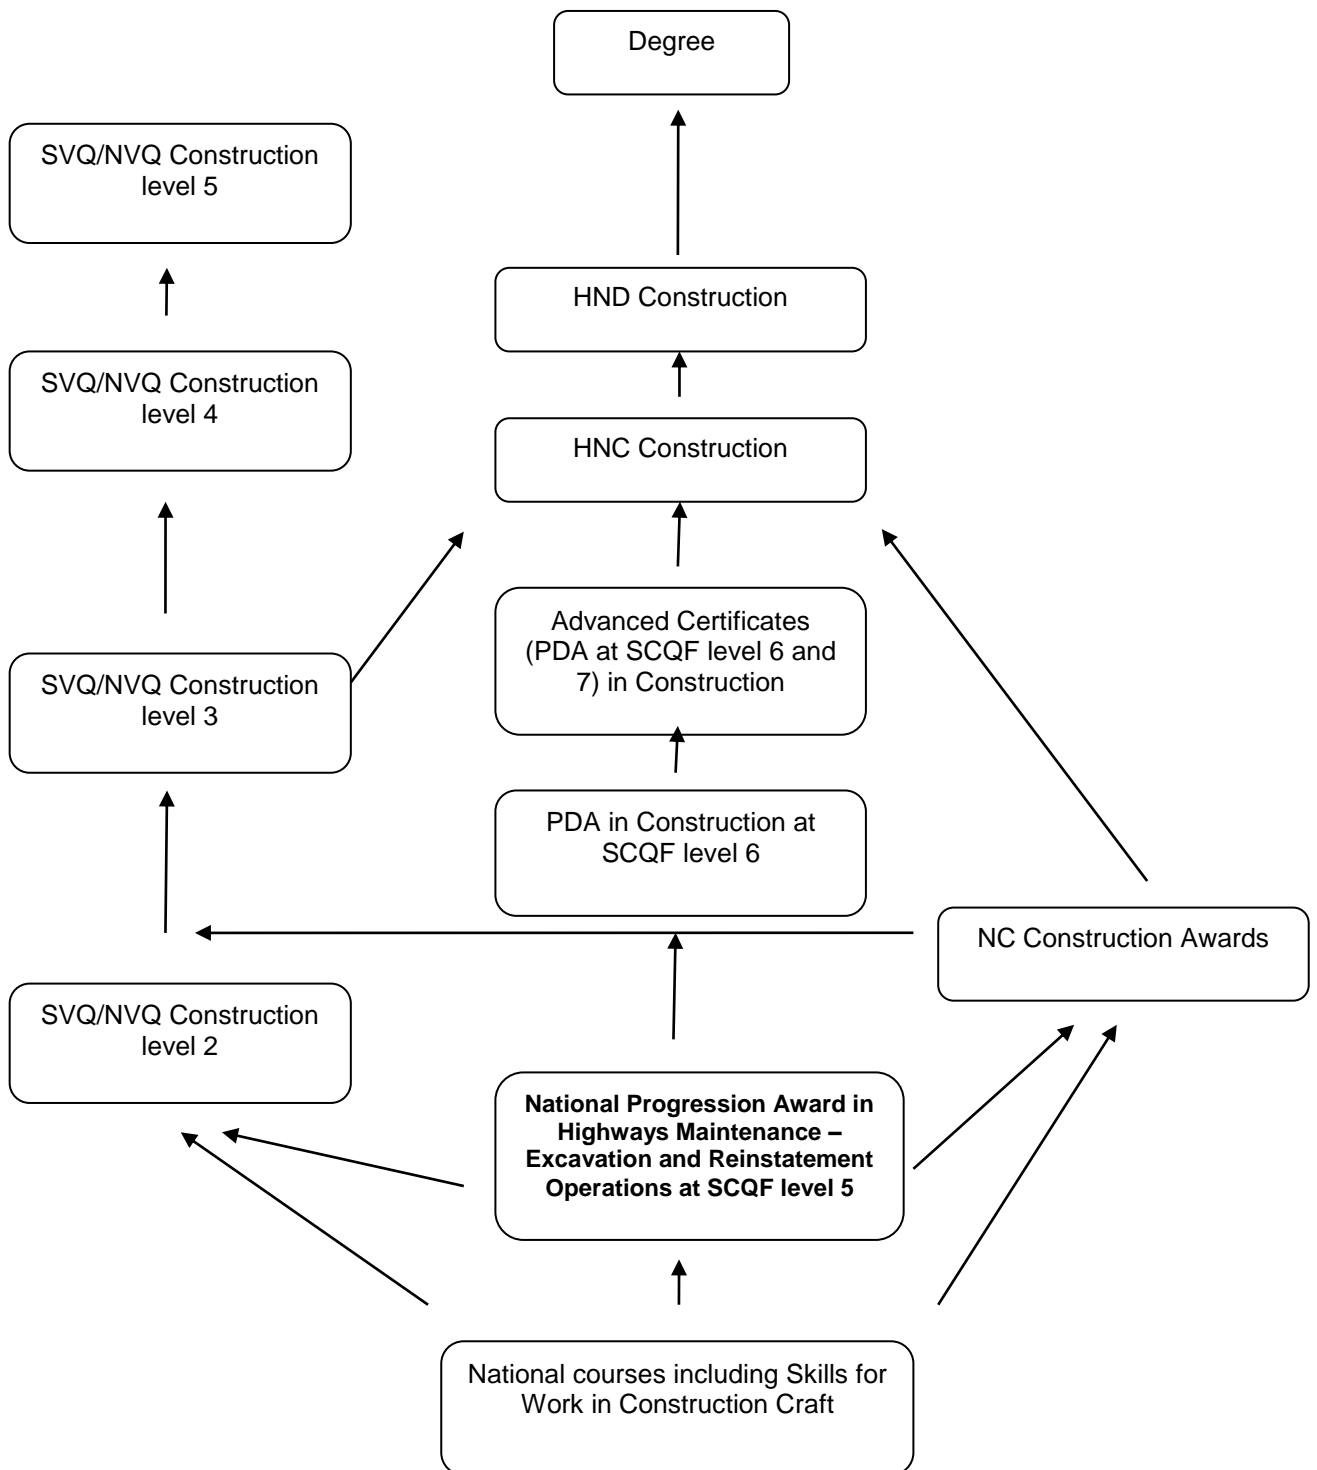 Degree
SVQ/NVQ Construction
level 5
HND Construction
SVQ/NVQ Construction
level 4
HNC Construction
Advanced Certificates
(PDA at SCQF level 6 and
7) in Construction
SVQ/NVQ Construction
level 3
PDA in Construction at
SCQF level 6
NC Construction Awards
SVQ/NVQ Construction
level 2
National Progression Award in
Highways Maintenance –
Excavation and Reinstatement
Operations at SCQF level 5
National courses including Skills for
Work in Construction Craft